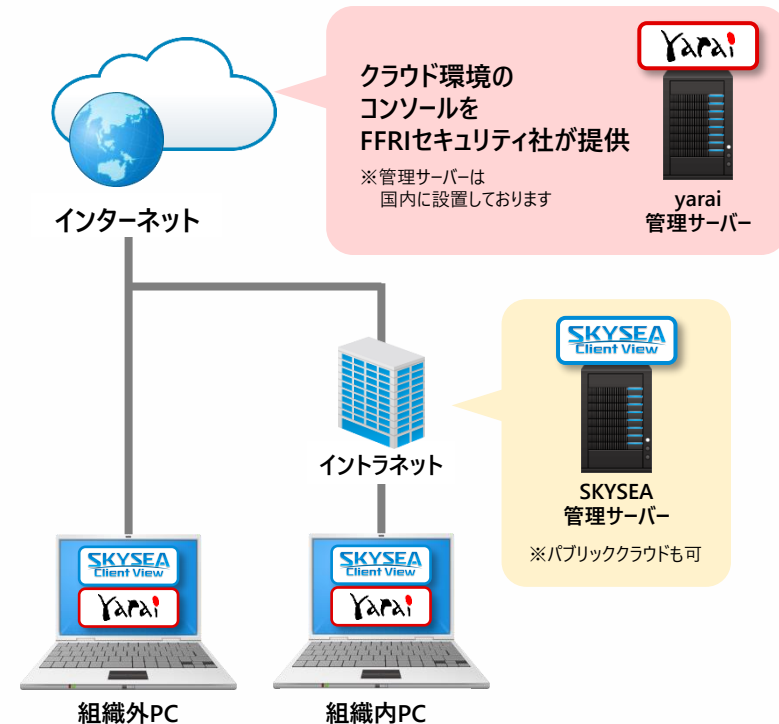 yarai
クラウド環境の
コンソールを
FFRIセキュリティ社が提供
※管理サーバーは
国内に設置しております
yarai
管理サーバー
インターネット
SKYSEA
Client View
イントラネット
SKYSEA
管理サーバー
※パブリッククラウドも可
SKYSEA
Client View
yarai
SKYSEA
Client View
yarai
組織外PC
組織内PC